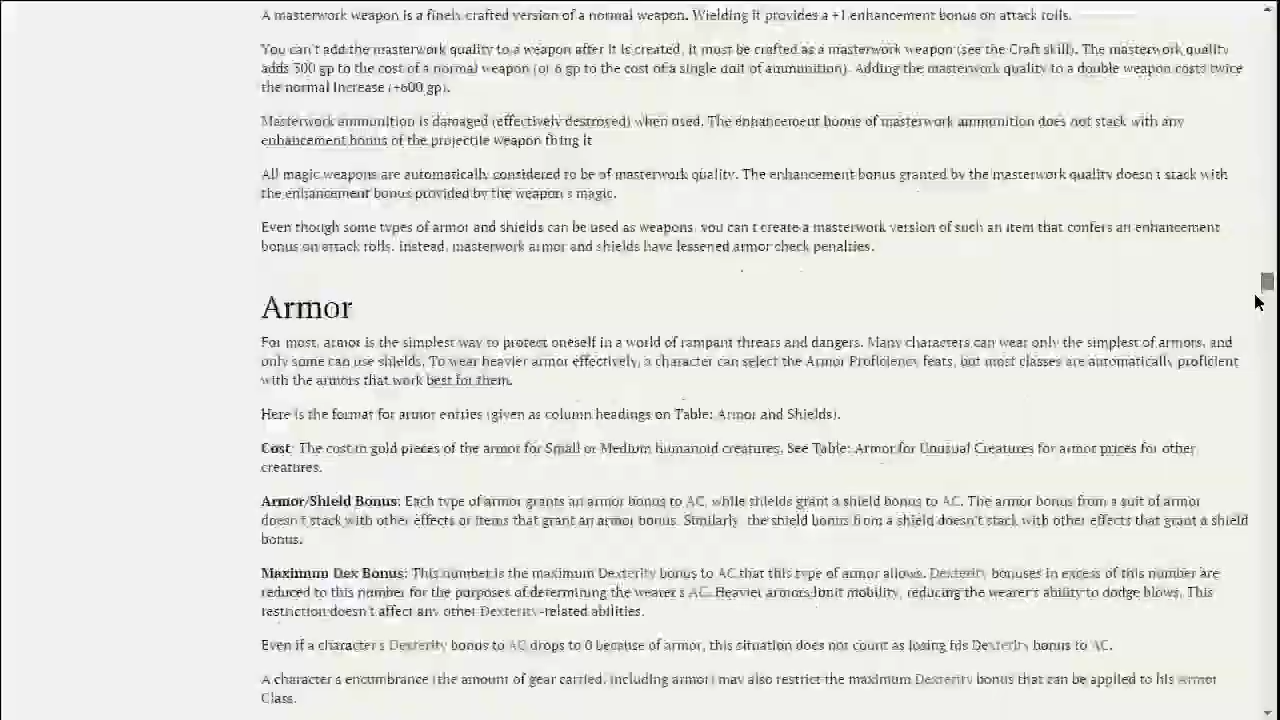 A masterwork weapon is a finely crafted version of a normal weapon. Wielding it provides a +1 enhancement bonus on attack rolls.
You can't add the masterwork quality to a weapon after it is created, it must be crafted as a masterwork weapon (see the Craft skill). The masterwork quality
adds 300 gp to the cost of a normal weapon (or 6 gp to the cost of a single unit of ammunition). Adding the masterwork quality to a double weapon costs twice
the normal increase (+600 gp).
Masterwork ammunition is damaged (effectively destroyed) when used. The enhancement bonus of masterwork ammunition does not stack with any
enhancement bonus of the projectile weapon firing it
All magic weapons are automatically considered to be of masterwork quality. The enhancement bonus granted by the masterwork quality doesn't stack with
the enhancement bonus provided by the weapon's magic.
Even though some types of armor and shields can be used as weapons, you can't create a masterwork version of such an item that confers an enhancement
bonus on attack rolls. Instead, masterwork armor and shields have lessened armor check penalties.
Armor
For most, armor is the simplest way to protect oneself in a world of rampant threats and dangers. Many characters can wear only the simplest of armors, and
only some can use shields. To wear heavier armor effectively, a character can select the Armor Proficiency feats, but most classes are automatically proficient
with the armors that work best for them.
Here is the format for armor entries (given as column headings on Table: Armor and Shields).
Cost: The cost in gold pieces of the armor for Small or Medium humanoid creatures. See Table: Armor for Unusual Creatures for armor prices for other
creatures.
Armor/Shield Bonus: Each type of armor grants an armor bonus to AC, while shields grant a shield bonus to AC. The armor bonus from a suit of armor
doesn't stack with other effects or items that grant an armor bonus. Similarly, the shield bonus from a shield doesn't stack with other effects that grant a shield
bonus.
Maximum Dex Bonus: This number is the maximum Dexterity bonus to AC that this type of armor allows. Dexterity bonuses in excess of this number are
reduced to this number for the purposes of determining the wearer's AC. Heavier armors limit mobility, reducing the wearer's ability to dodge blows. This
restriction doesn't affect any other Dexterity-related abilities.
Even if a character's Dexterity bonus to AC drops to 0 because of armor, this situation does not count as losing his Dexterity bonus to AC.
A character's encumbrance (the amount of gear carried, including armor) may also restrict the maximum Dexterity bonus that can be applied to his Armor
Class.